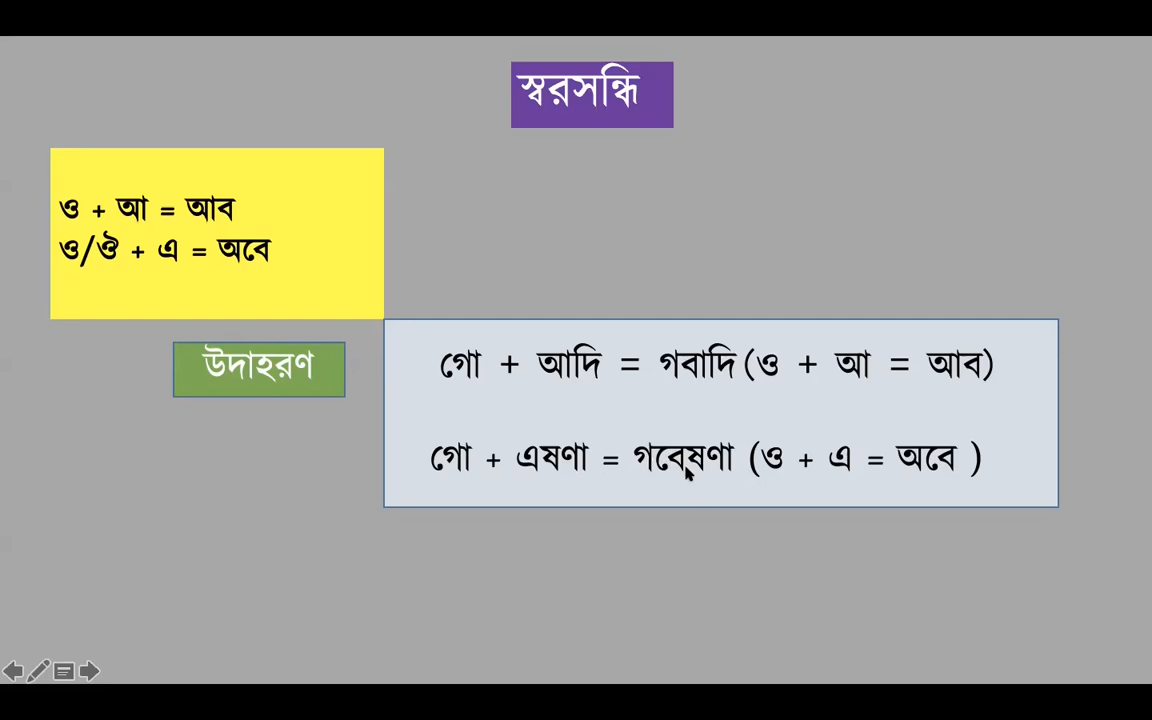 স্বরসন্ধি
ও + আ = আব
ও/ঔ + এ = অবে
উদাহরণ
গো + আদি = গবাদি (ও + আ = আব)
গো + এষণা = গবেষণা (ও + এ = অবে )